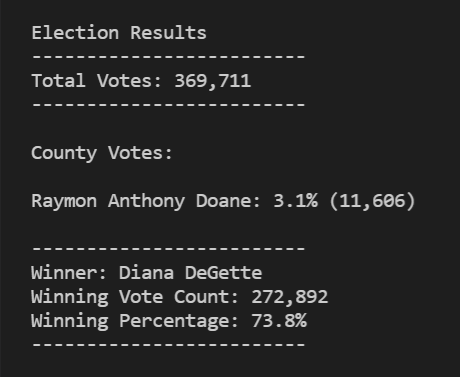 Election Results
-------------------------
Total Votes: 369,711
-------------------------
County Votes:
Raymon Anthony Doane: 3.1% (11,606)
-------------------------
Winner: Diana DeGette
Winning Vote Count: 272,892
Winning Percentage: 73.8%
-------------------------